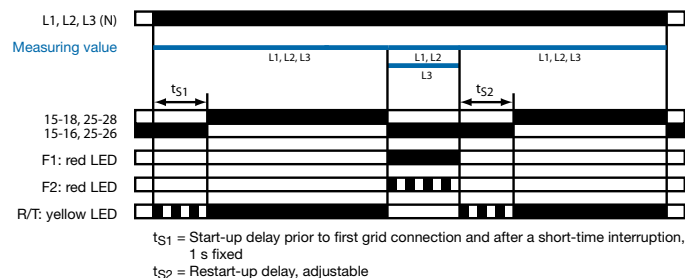 L1, L2, L3 (N)
Measuring value
L1, L2, L3
L1, L2
L1, L2, L3
L3
tS1
tS2
15-18, 25-28
15-16, 25-26
F1: red LED
F2: red LED
R/T: yellow LED
tS1 = Start-up delay prior to first grid connection and after a short-time interruption,
1 s fixed
tS2 = Restart-up delay, adjustable